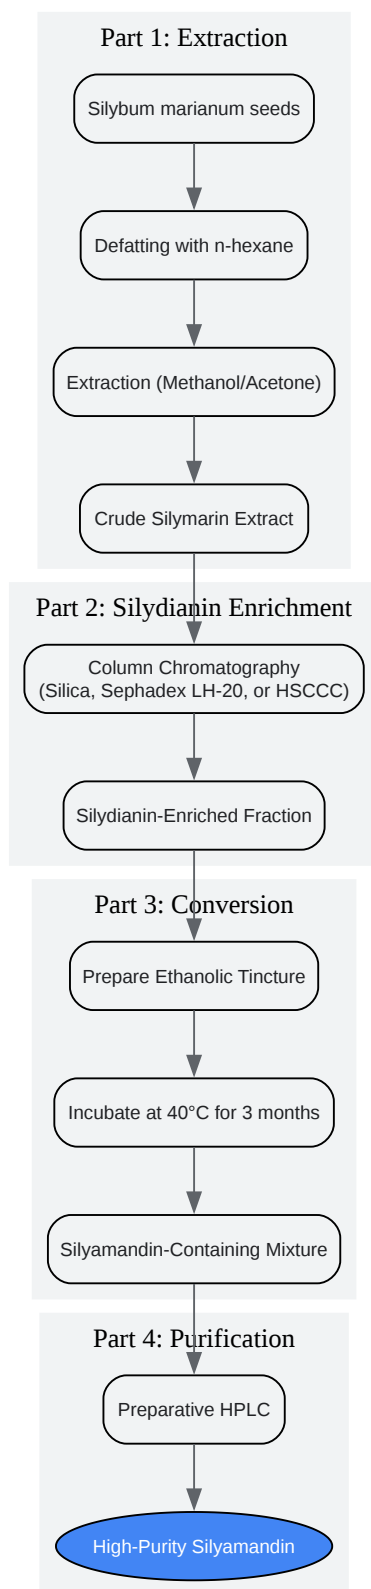 Part 1: Extraction
Silybum marianum seeds
Defatting with n-hexane
Extraction (Methanol/Acetone)
Crude Silymarin Extract
Part 2: Silydianin Enrichment
Column Chromatography
(Silica, Sephadex LH-20, or HSCCC)
Silydianin-Enriched Fraction
Part 3: Conversion
Prepare Ethanolic Tincture
Incubate at 40°C for 3 months
Silyamandin-Containing Mixture
Part 4: Purification
Preparative HPLC
High-Purity Silyamandin